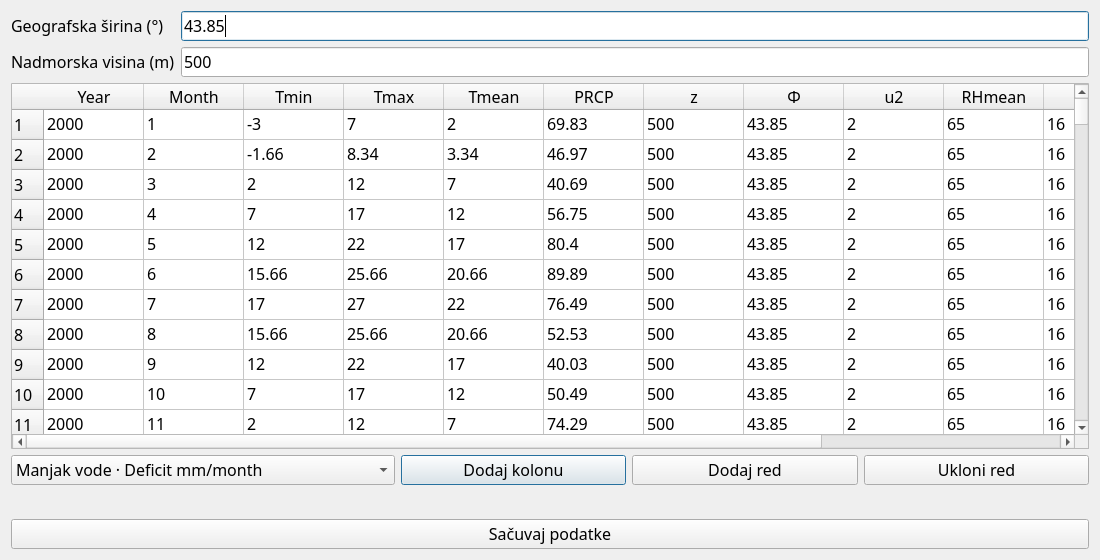 Geografska širina (°) 43.85
Nadmorska visina (m) 500
Year Month Tmin Tmax Tmean PRCP z Φ u2 RHmean
1 2000 1 -3 7 2 69.83 500 43.85 2 65 16
2 2000 2 -1.66 8.34 3.34 46.97 500 43.85 2 65 16
3 2000 3 2 12 7 40.69 500 43.85 2 65 16
4 2000 4 7 17 12 56.75 500 43.85 2 65 16
5 2000 5 12 22 17 80.4 500 43.85 2 65 16
6 2000 6 15.66 25.66 20.66 89.89 500 43.85 2 65 16
7 2000 7 17 27 22 76.49 500 43.85 2 65 16
8 2000 8 15.66 25.66 20.66 52.53 500 43.85 2 65 16
9 2000 9 12 22 17 40.03 500 43.85 2 65 16
10 2000 10 7 17 12 50.49 500 43.85 2 65 16
11 2000 11 2 12 7 74.29 500 43.85 2 65 16
Manjak vode · Deficit mm/month Dodaj kolonu Dodaj red Ukloni red
Sačuvaj podatke